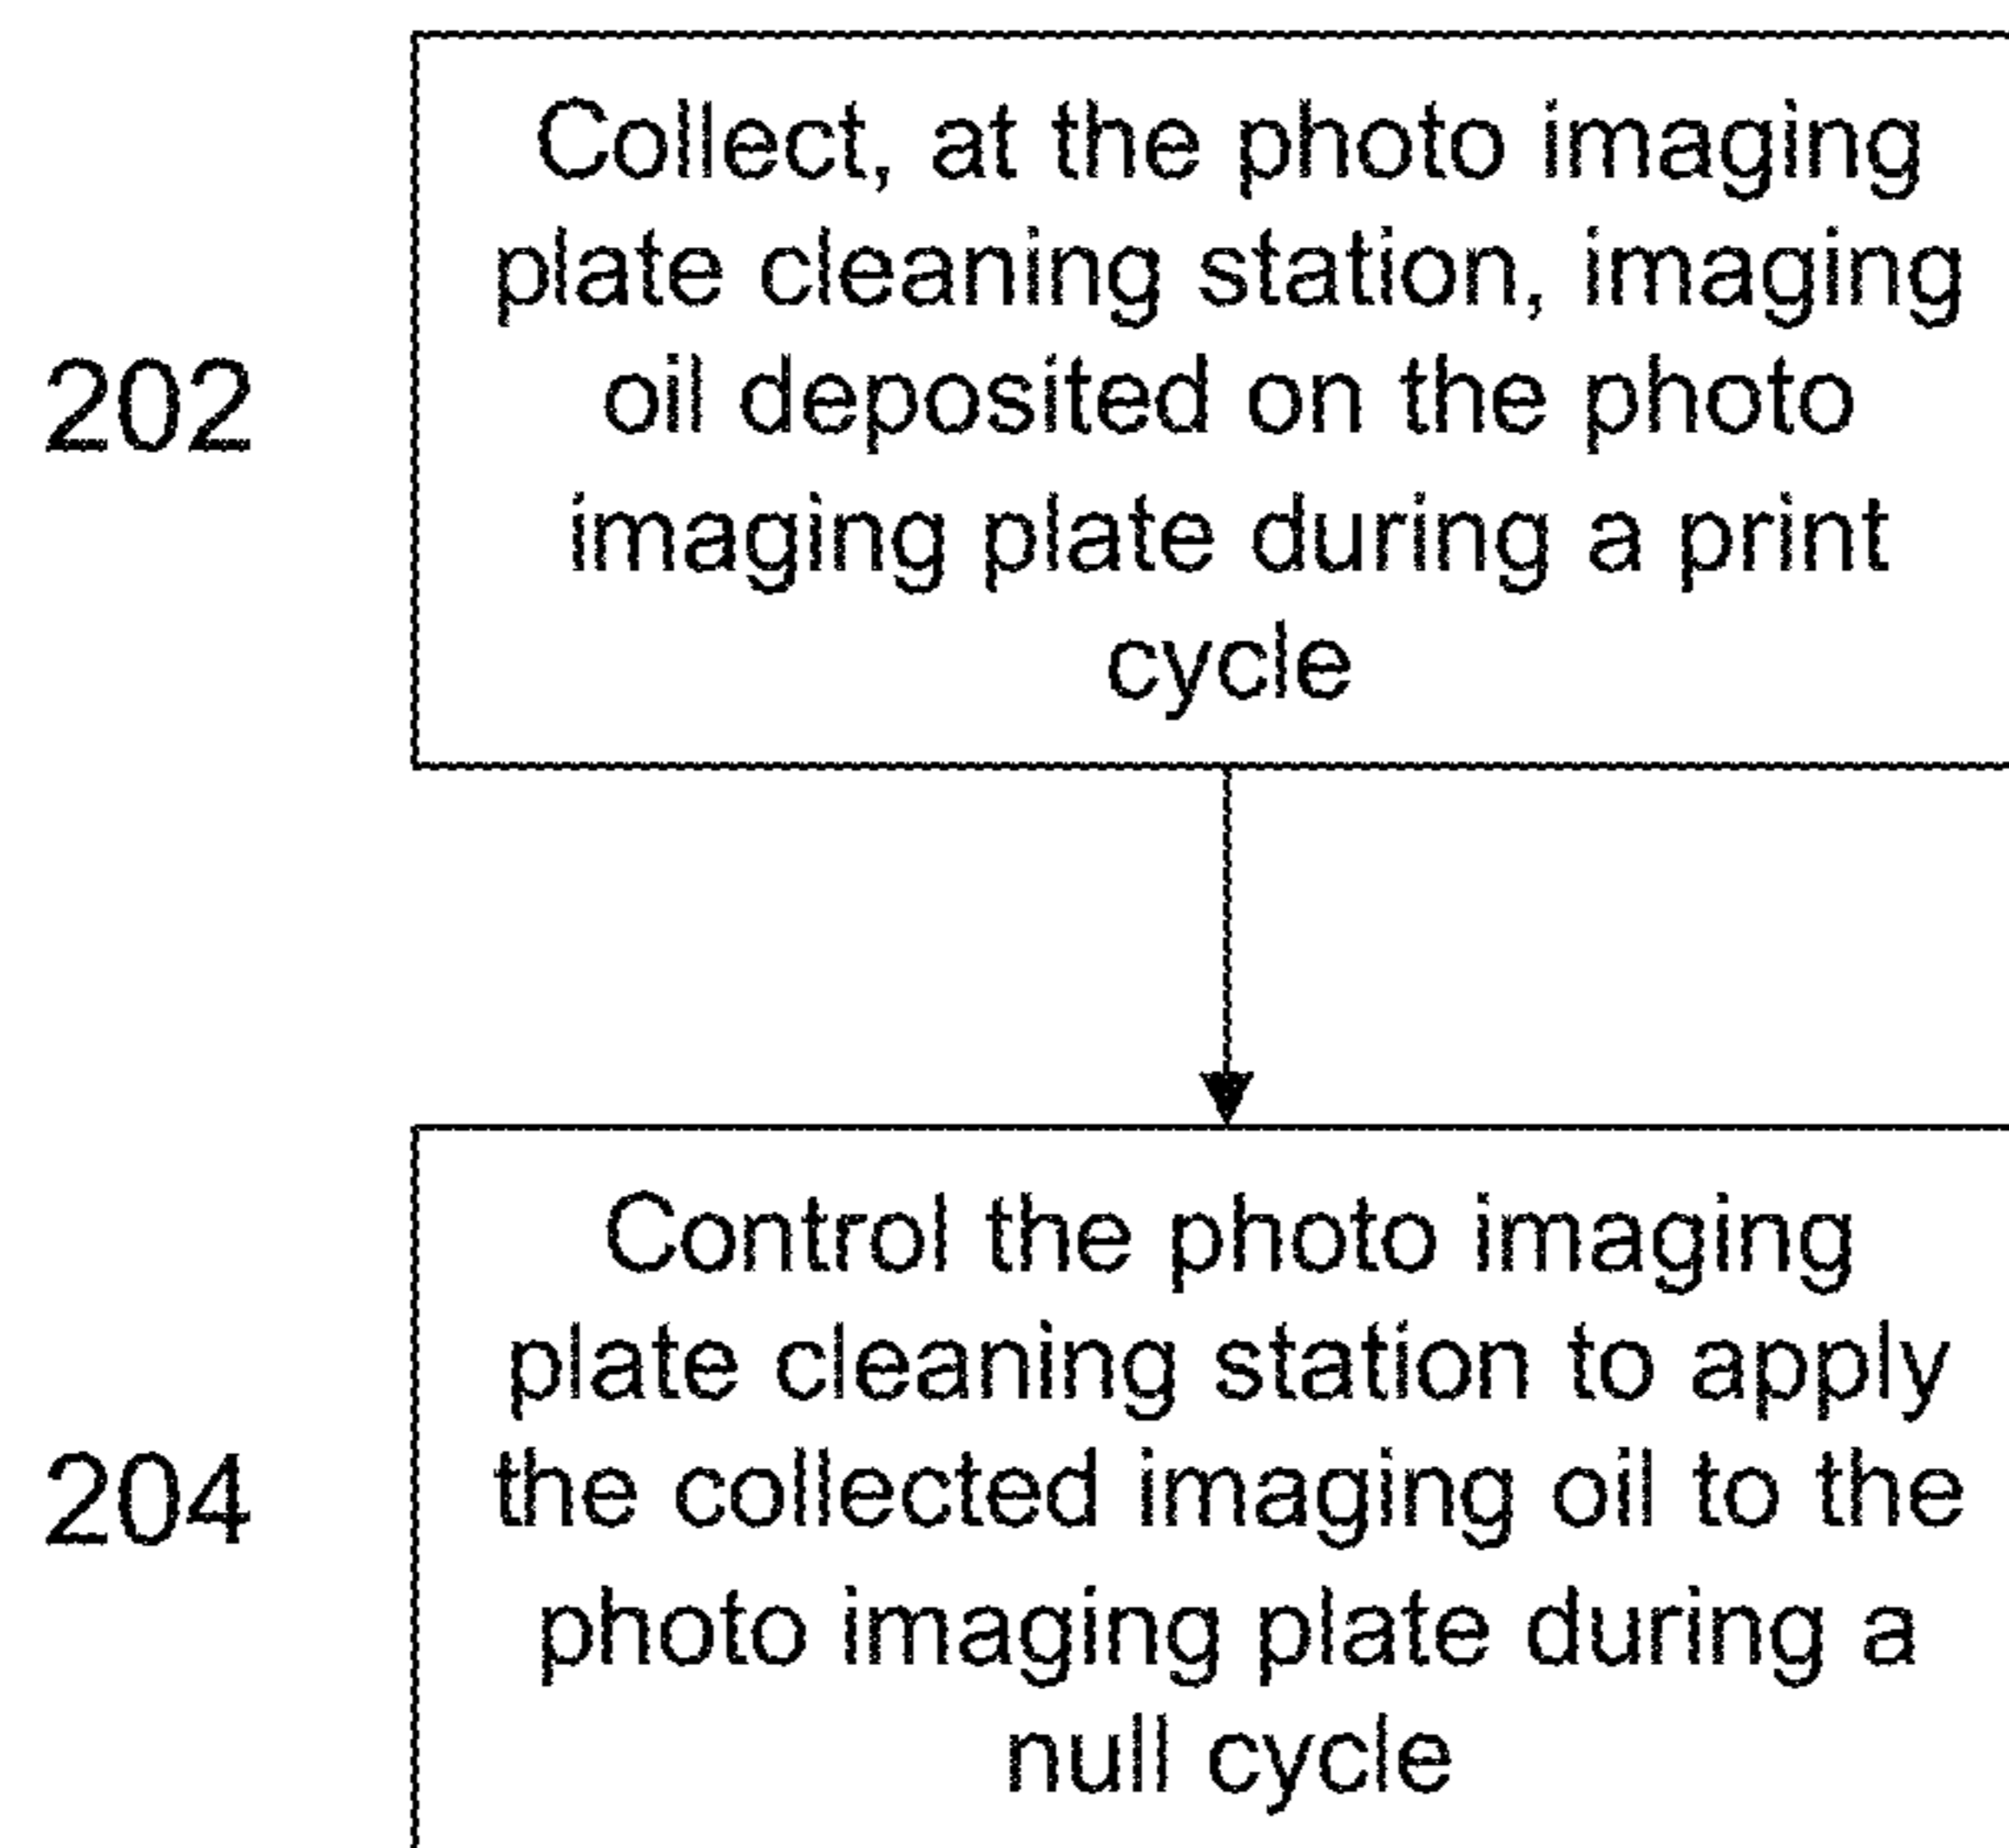 Collect, at the photo imaging
plate cleaning station, imaging
202
oil deposited on the photo
imaging plate during a print
cycle
Control the photo imaging
plate cleaning station to apply
204
the collected imaging oil to the
photo imaging plate during a
null cycle